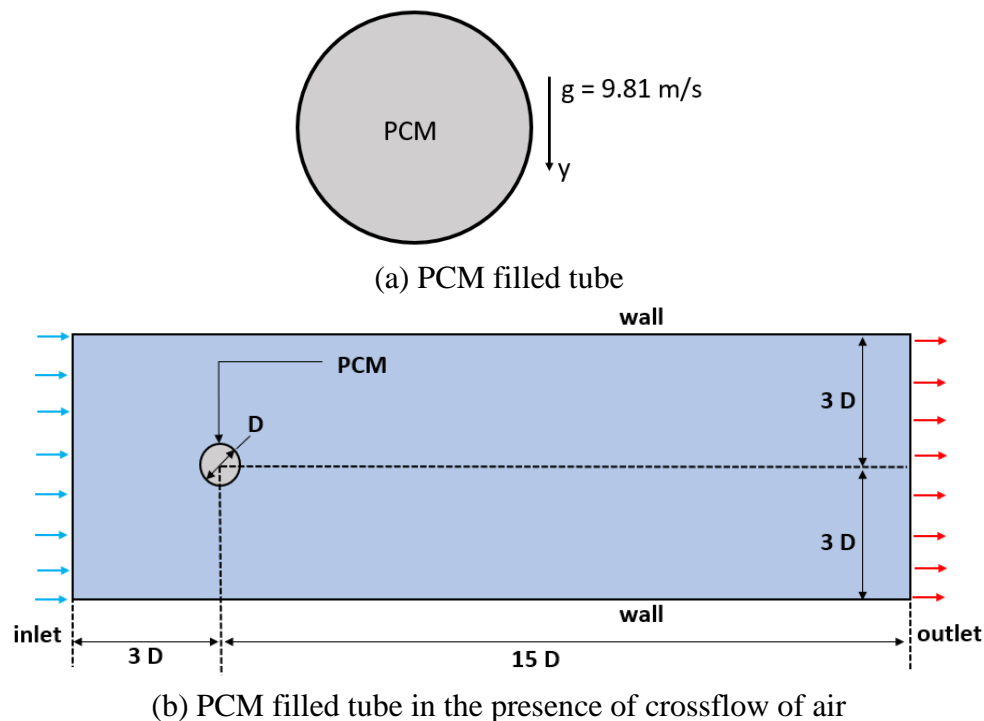 PCM
g = 9.81 m/s
y
(a) PCM filled tube
wall
PCM
D
3 D
3 D
wall
inlet
outlet
3 D
15 D
(b) PCM filled tube in the presence of crossflow of air